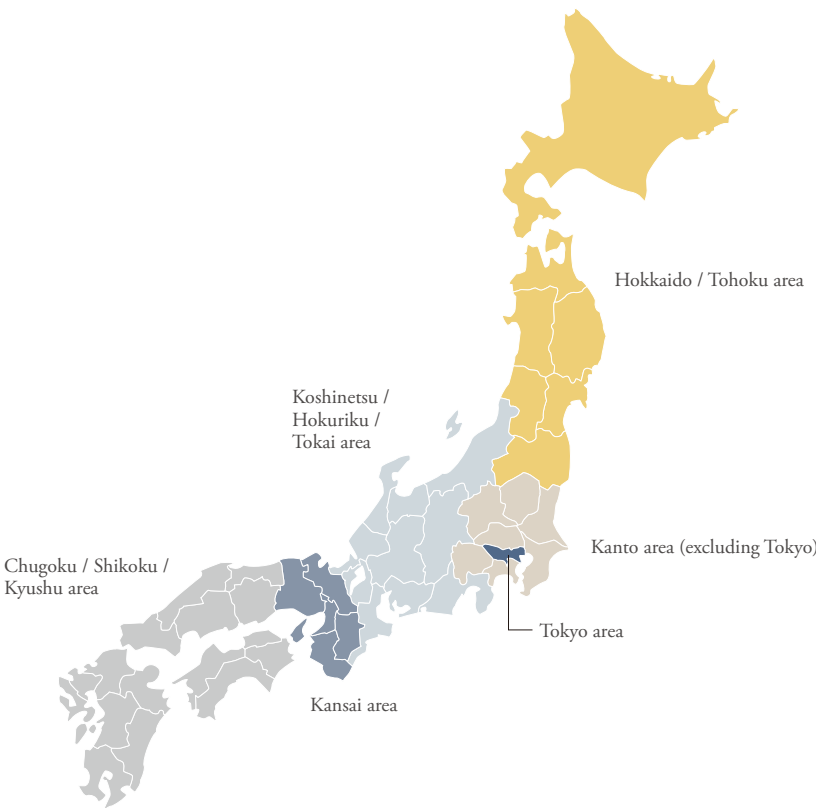 Hokkaido / Tohoku area
Koshinetsu /
Hokuriku /
Tokai area
Kanto area (excluding Tokyo)
Chugoku / Shikoku /
Kyushu area
Tokyo area
Kansai area